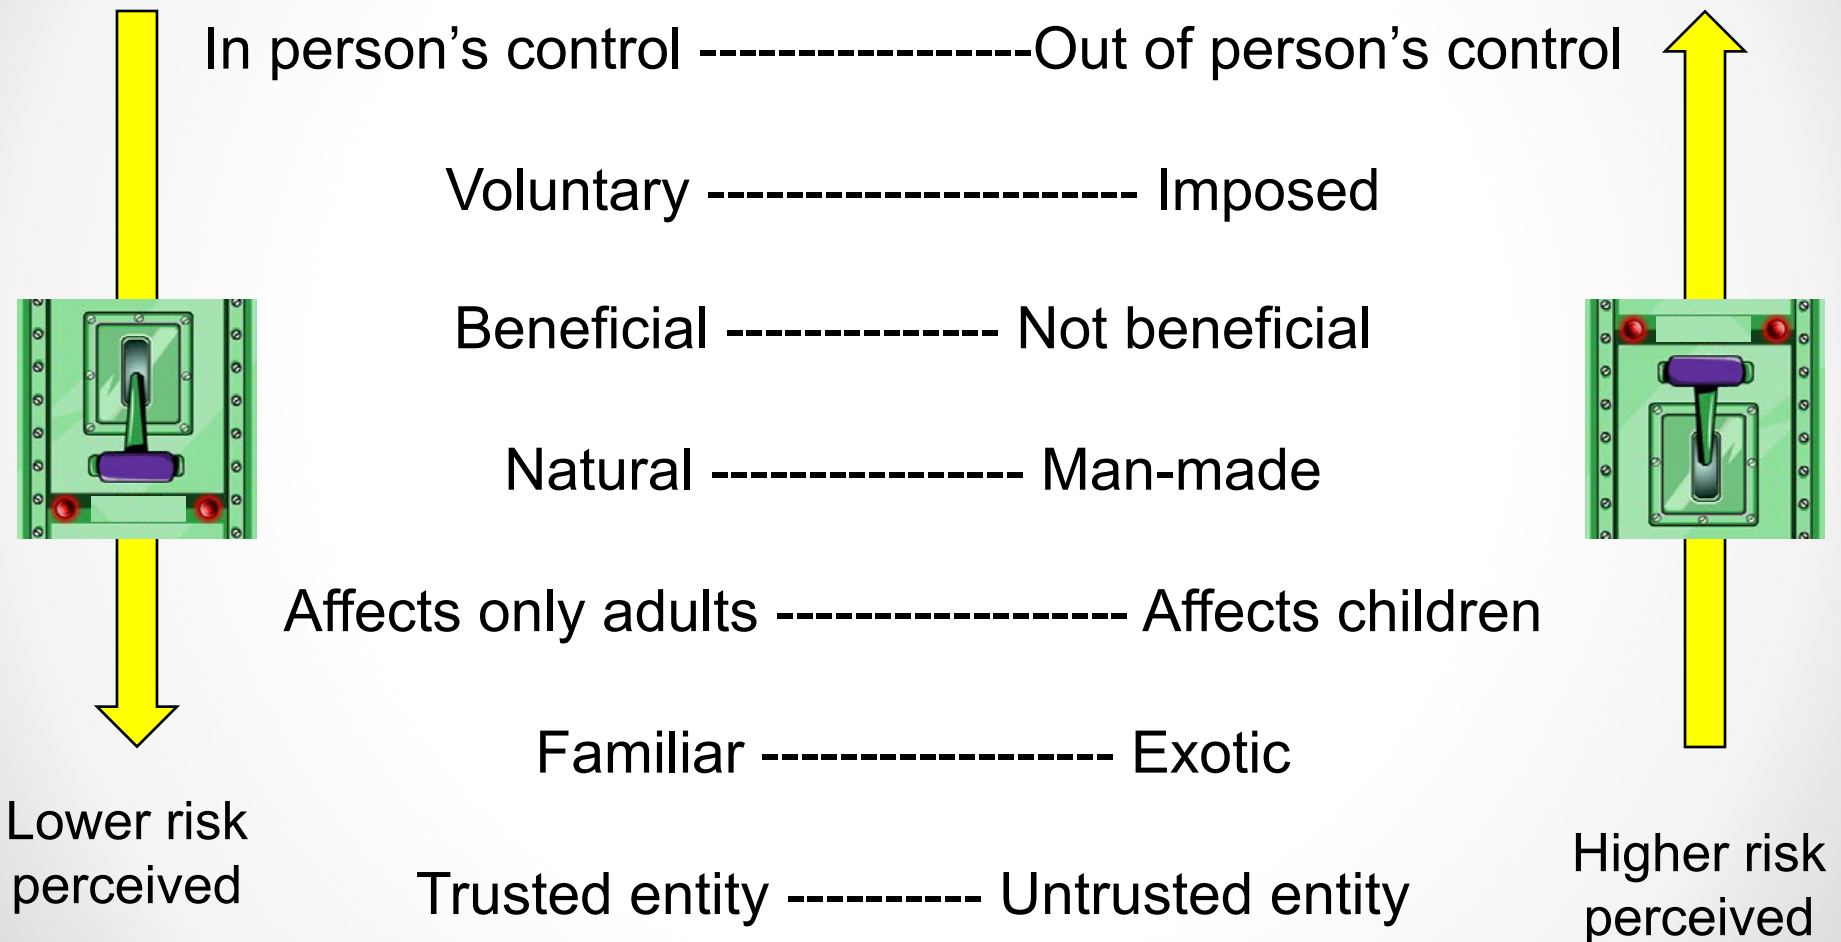 In person’s control -----------------Out of person’s control
Voluntary ---------------------- Imposed
Beneficial -------------- Not beneficial
Natural ---------------- Man-made
Affects only adults ------------------ Affects children
Familiar ------------------ Exotic
Trusted entity ---------- Untrusted entity
Lower risk
perceived
Higher risk
perceived